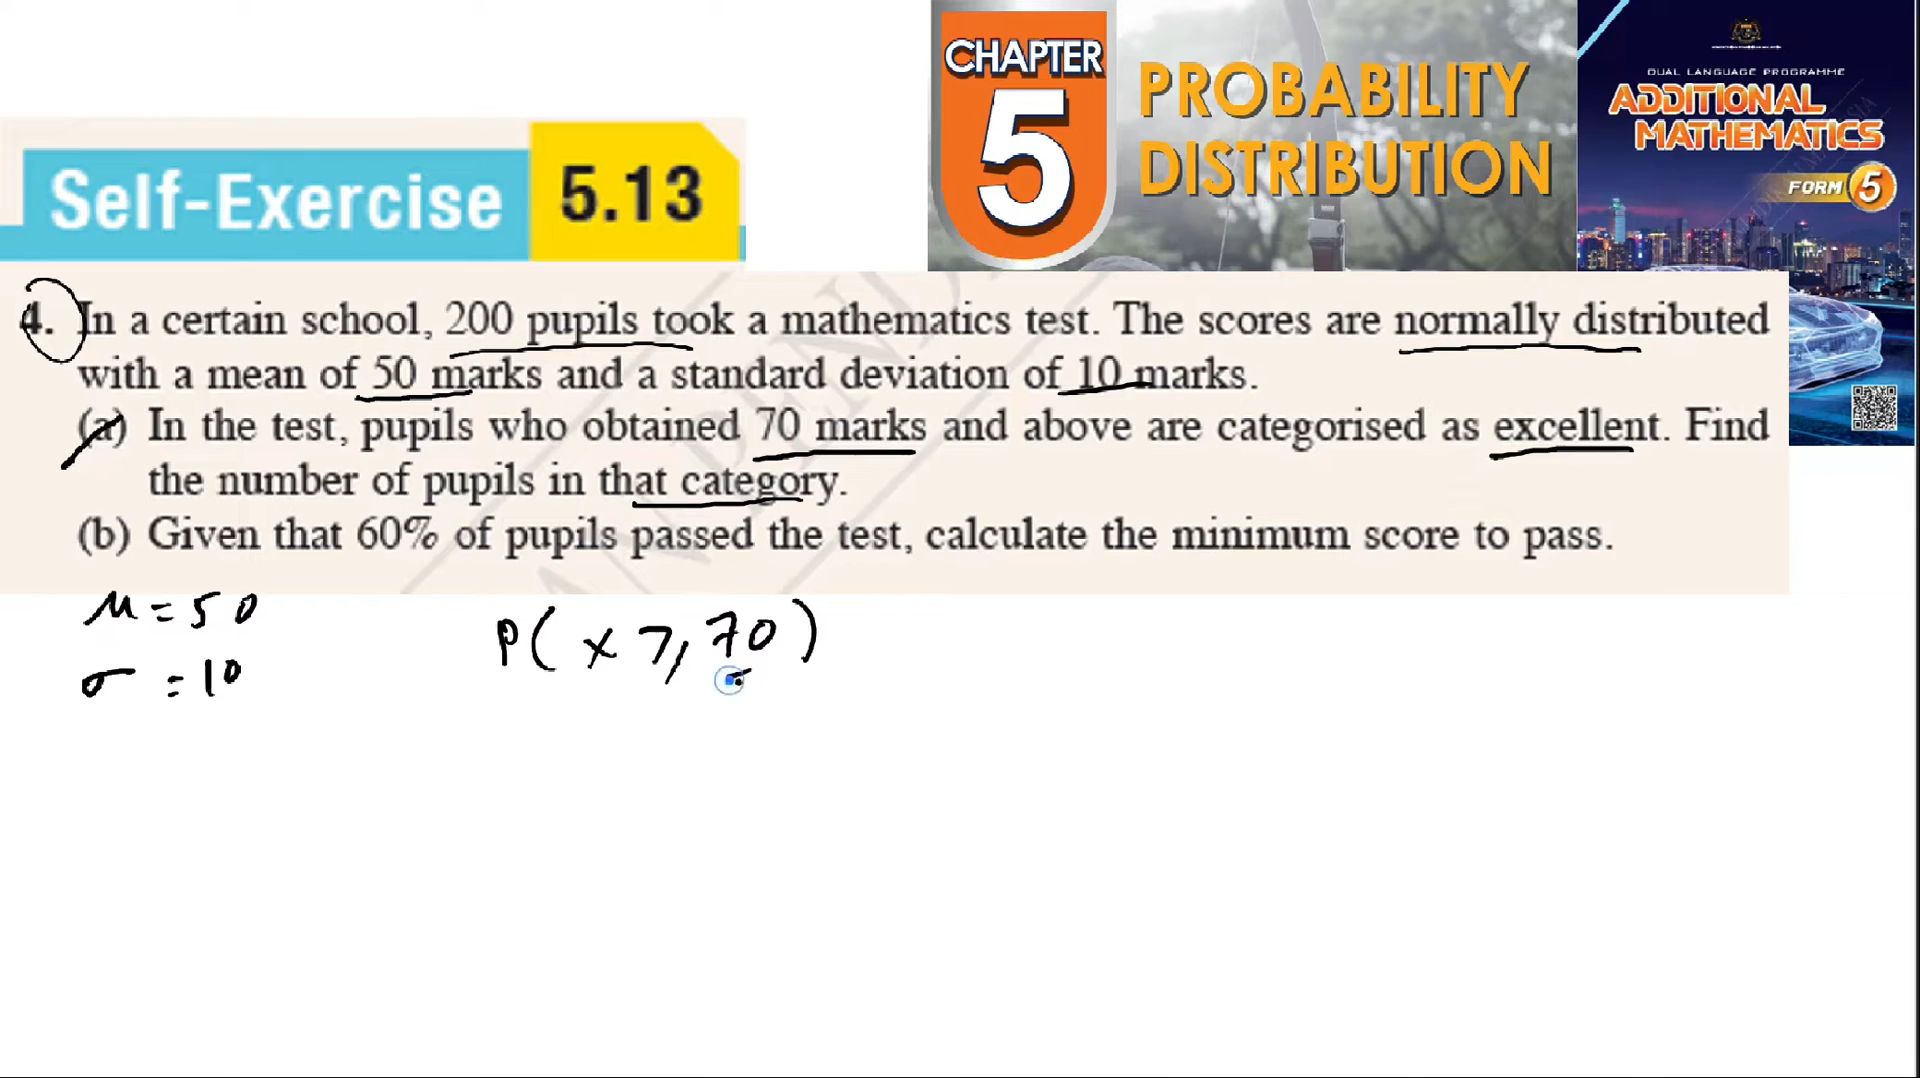 CHAPTER
5
PROBABILITY
DISTRIBUTION
DUAL LANGUAGE PROGRAMME
ADDITIONAL
MATHEMATICS
FORM 5
Self-Exercise 5.13
4. In a certain school, 200 pupils took a mathematics test. The scores are normally distributed
with a mean of 50 marks and a standard deviation of 10 marks.
(a) In the test, pupils who obtained 70 marks and above are categorised as excellent. Find
the number of pupils in that category.
(b) Given that 60% of pupils passed the test, calculate the minimum score to pass.
μ = 50
σ = 10
P( x ≥ 70 )